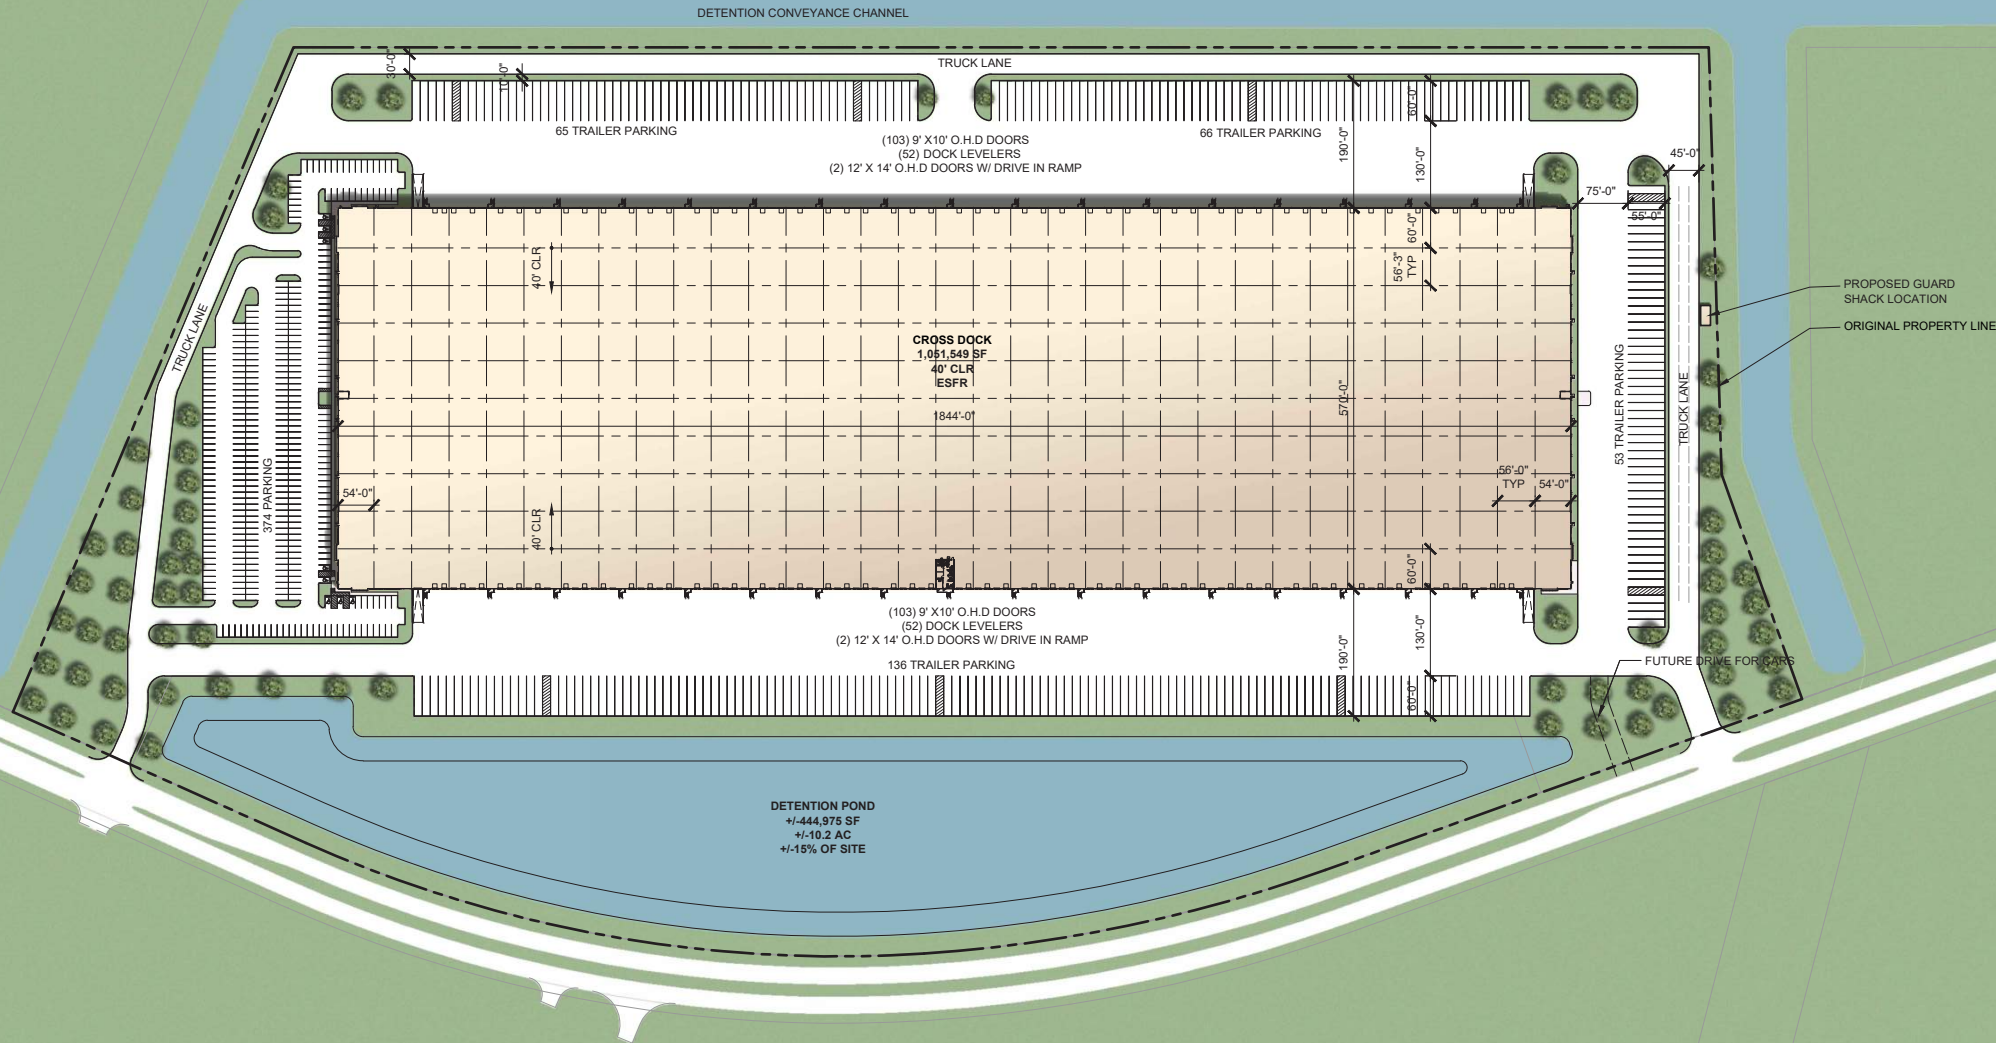 DETENTION CONVEYANCE CHANNEL
TRUCK LANE
30'-0"
10'-0"
65 TRAILER PARKING
66 TRAILER PARKING
(103) 9' X10' O.H.D DOORS
(52) DOCK LEVELERS
(2) 12' X 14' O.H.D DOORS W/ DRIVE IN RAMP
190'-0"
60'-0"
130'-0"
45'-0"
75'-0"
55'-0"
40' CLR
60'-0"
56'-3"
TYP
PROPOSED GUARD
SHACK LOCATION
ORIGINAL PROPERTY LINE
TRUCK LANE
CROSS DOCK
1,051,549 SF
40' CLR
ESFR
1844'-0"
570'-0"
53 TRAILER PARKING
TRUCK LANE
374 PARKING
54'-0"
40' CLR
56'-0"
TYP
54'-0"
60'-0"
(103) 9' X10' O.H.D DOORS
(52) DOCK LEVELERS
(2) 12' X 14' O.H.D DOORS W/ DRIVE IN RAMP
136 TRAILER PARKING
190'-0"
130'-0"
60'-0"
FUTURE DRIVE FOR CARS
DETENTION POND
+/-444,975 SF
+/-10.2 AC
+/-15% OF SITE